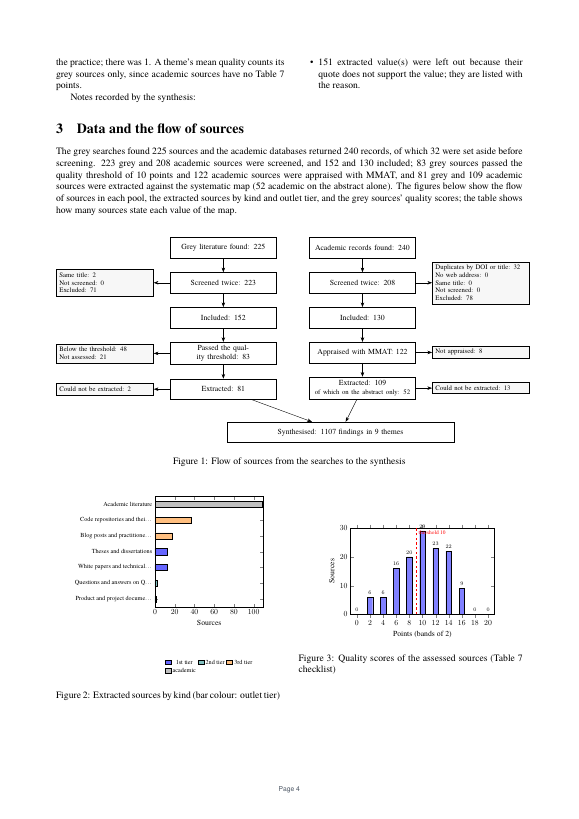 the practice; there was 1. A theme's mean quality counts its
grey sources only, since academic sources have no Table 7
points.
Notes recorded by the synthesis:
• 151 extracted value(s) were left out because their
quote does not support the value; they are listed with
the reason.
3 Data and the flow of sources
The grey searches found 225 sources and the academic databases returned 240 records, of which 32 were set aside before
screening. 223 grey and 208 academic sources were screened, and 152 and 130 included; 83 grey sources passed the
quality threshold of 10 points and 122 academic sources were appraised with MMAT, and 81 grey and 109 academic
sources were extracted against the systematic map (52 academic on the abstract alone). The figures below show the flow
of sources in each pool, the extracted sources by kind and outlet tier, and the grey sources' quality scores; the table shows
how many sources state each value of the map.
Grey literature found: 225
Academic records found: 240
Same title: 2
Not screened: 0
Excluded: 71
Screened twice: 223
Screened twice: 208
Duplicates by DOI or title: 32
No web address: 0
Same title: 0
Not screened: 0
Excluded: 78
Included: 152
Included: 130
Below the threshold: 48
Not assessed: 21
Passed the qual-
ity threshold: 83
Appraised with MMAT: 122
Not appraised: 8
Could not be extracted: 2
Extracted: 81
Extracted: 109
of which on the abstract only: 52
Could not be extracted: 13
Synthesised: 1107 findings in 9 themes
Figure 1: Flow of sources from the searches to the synthesis
Academic literature
Code repositories and thei…
Blog posts and practitione…
Theses and dissertations
White papers and technical…
Questions and answers on Q…
Product and project docume…
0 20 40 60 80 100
Sources
1st tier 2nd tier 3rd tier
academic
Figure 2: Extracted sources by kind (bar colour: outlet tier)
30
20
10
0
Sources
0 6 6 16 20 29 23 22 9 0 0
0 2 4 6 8 10 12 14 16 18 20
Points (bands of 2)
Figure 3: Quality scores of the assessed sources (Table 7
checklist)
Page 4